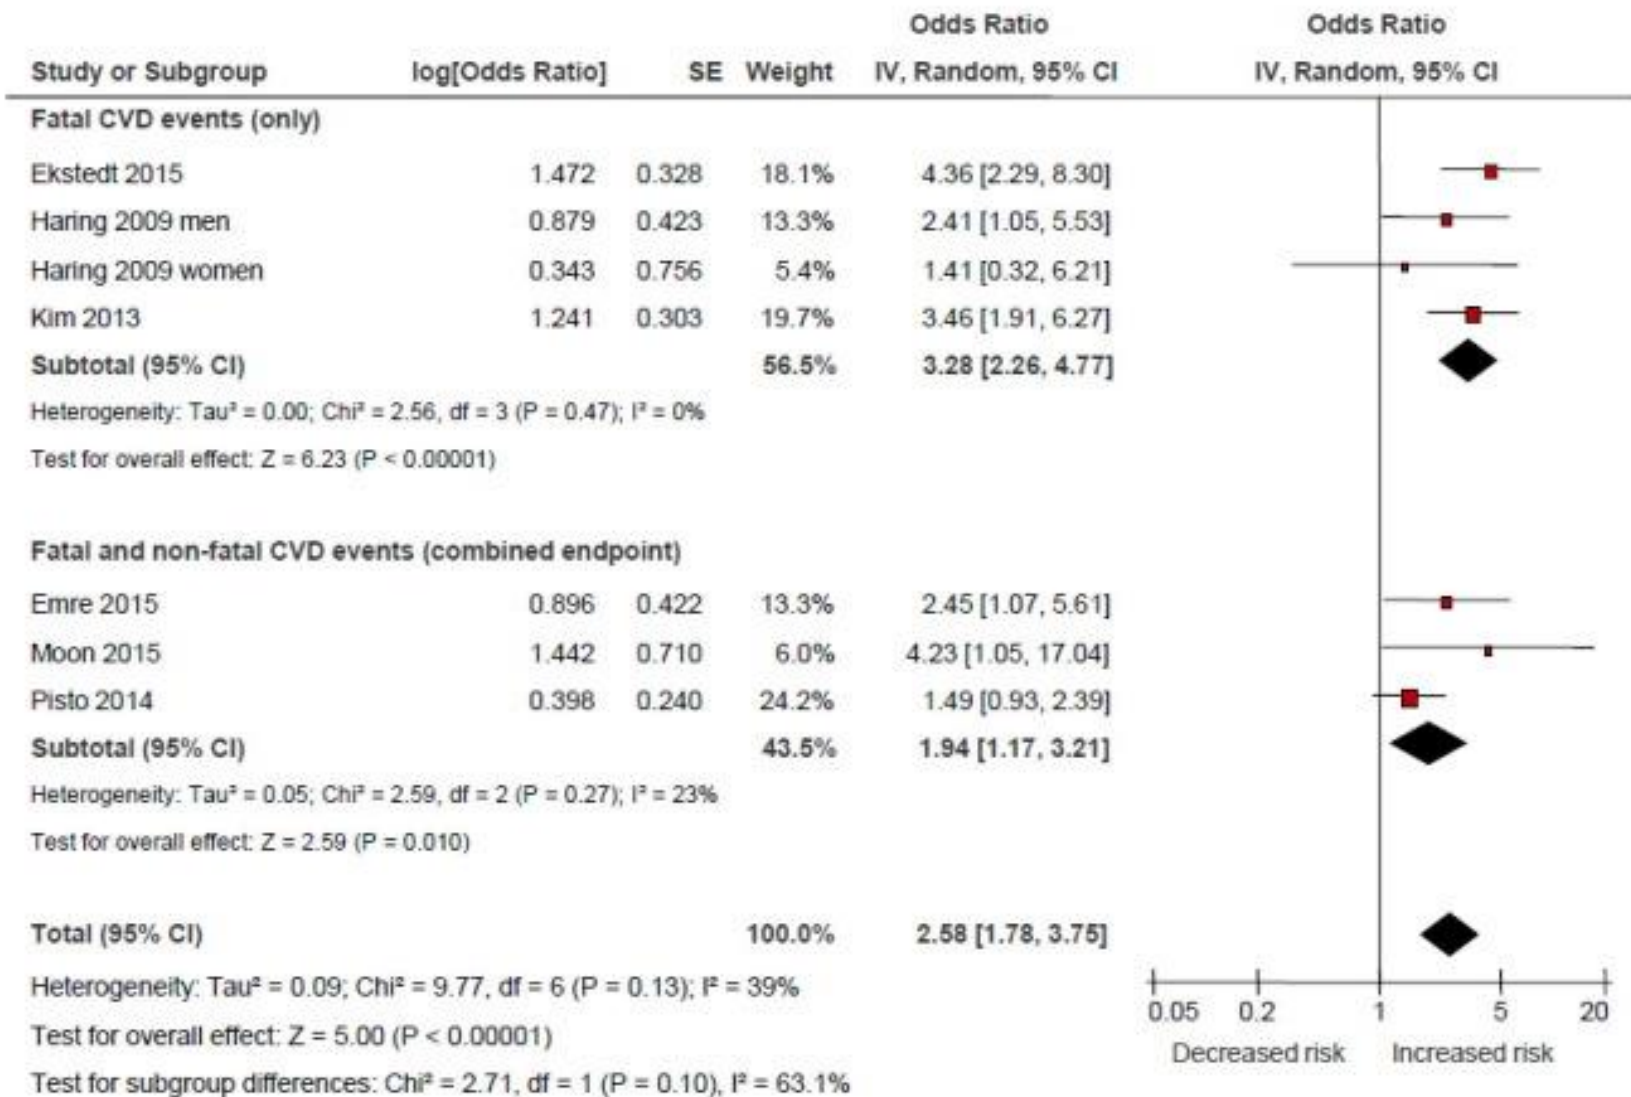 Odds Ratio Odds Ratio
Study or Subgroup log[Odds Ratio] SE Weight IV, Random, 95% CI IV, Random, 95% CI
Fatal CVD events (only)
Ekstedt 2015 1.472 0.328 18.1% 4.36 [2.29, 8.30]
Haring 2009 men 0.879 0.423 13.3% 2.41 [1.05, 5.53]
Haring 2009 women 0.343 0.756 5.4% 1.41 [0.32, 6.21]
Kim 2013 1.241 0.303 19.7% 3.46 [1.91, 6.27]
Subtotal (95% CI) 56.5% 3.28 [2.26, 4.77]
Heterogeneity: Tau² = 0.00; Chi² = 2.56, df = 3 (P = 0.47); I² = 0%
Test for overall effect: Z = 6.23 (P < 0.00001)
Fatal and non-fatal CVD events (combined endpoint)
Emre 2015 0.896 0.422 13.3% 2.45 [1.07, 5.61]
Moon 2015 1.442 0.710 6.0% 4.23 [1.05, 17.04]
Pisto 2014 0.398 0.240 24.2% 1.49 [0.93, 2.39]
Subtotal (95% CI) 43.5% 1.94 [1.17, 3.21]
Heterogeneity: Tau² = 0.05; Chi² = 2.59, df = 2 (P = 0.27); I² = 23%
Test for overall effect: Z = 2.59 (P = 0.010)
Total (95% CI) 100.0% 2.58 [1.78, 3.75]
Heterogeneity: Tau² = 0.09; Chi² = 9.77, df = 6 (P = 0.13); I² = 39%
Test for overall effect: Z = 5.00 (P < 0.00001)
Test for subgroup differences: Chi² = 2.71, df = 1 (P = 0.10), I² = 63.1%
0.05 0.2 1 5 20
Decreased risk Increased risk